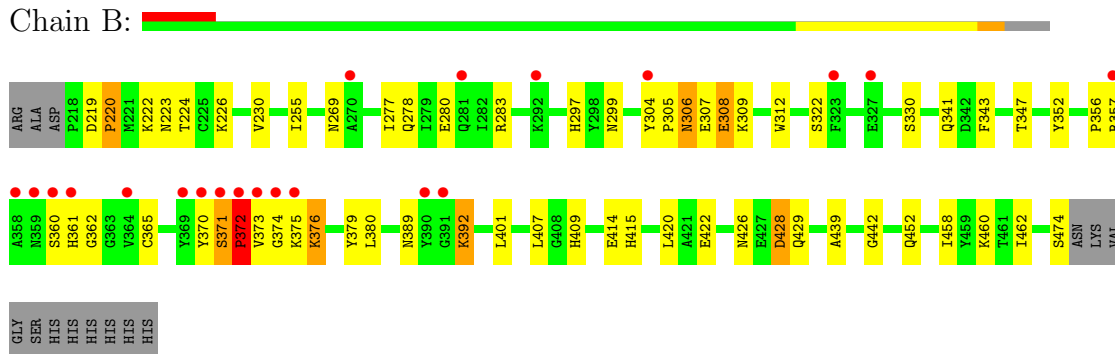 Chain B:
ARG ALA ASP P218 D219 P220 M221 K222 N223 T224 C225 K226 V230 I255 N269 A270 I277 Q278 I279 E280 Q281 I282 R283 K292 H297 Y298 N299 Y304 P305 N306 E307 E308 K309 W312 S322 F323 E327 S330 Q341 D342 F343 T347 Y352 P356 R357
A358 N359 S360 H361 G362 G363 V364 C365 Y369 Y370 S371 P372 V373 G374 K375 K376 Y379 L380 N389 Y390 G391 K392 L401 L407 G408 H409 E414 H415 L420 A421 E422 N426 E427 D428 Q429 A439 G442 Q452 I458 Y459 K460 T461 I462 S474 ASN LYS VAL
GLY SER HIS HIS HIS HIS HIS HIS